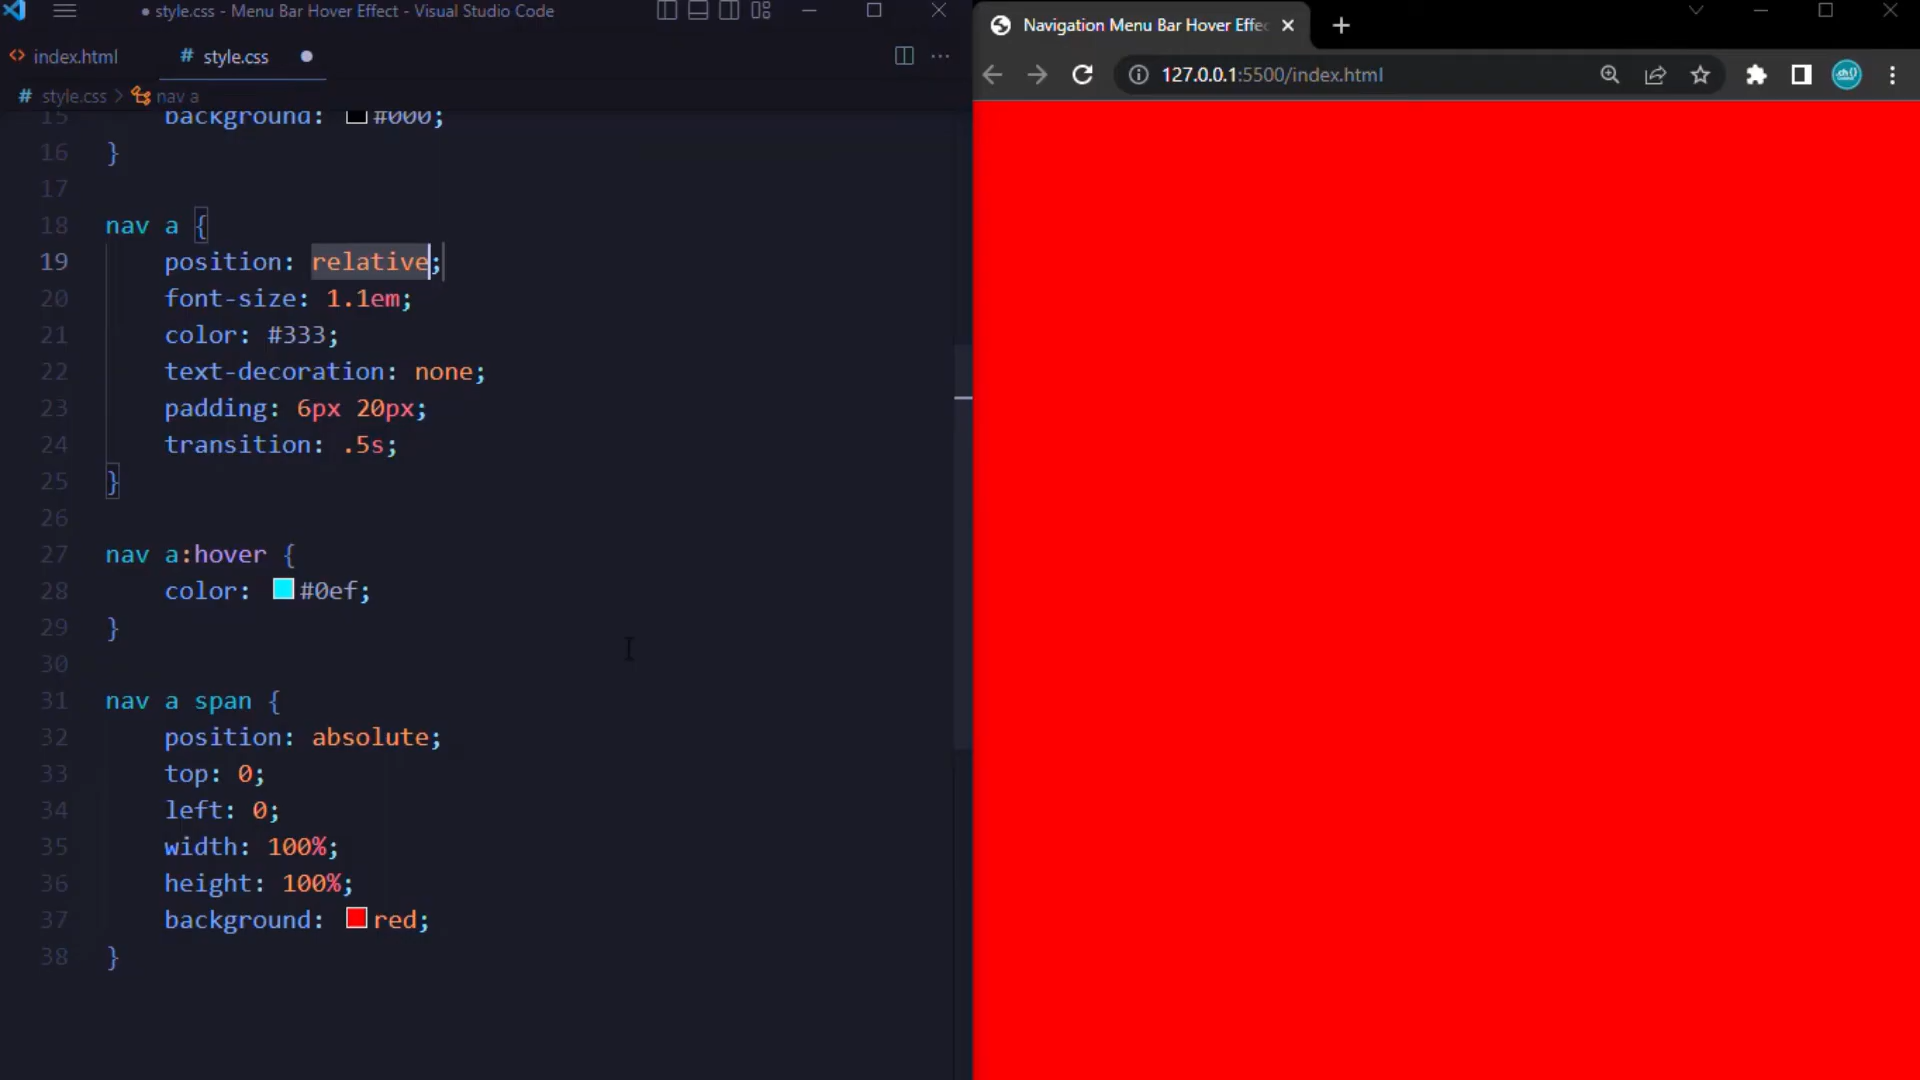 style.css - Menu Bar Hover Effect - Visual Studio Code
index.html
# style.css
# style.css > nav a
15 background: #000;
16 }
17
18 nav a {
19 position: relative;
20 font-size: 1.1em;
21 color: #333;
22 text-decoration: none;
23 padding: 6px 20px;
24 transition: .5s;
25 }
26
27 nav a:hover {
28 color: #0ef;
29 }
30
31 nav a span {
32 position: absolute;
33 top: 0;
34 left: 0;
35 width: 100%;
36 height: 100%;
37 background: red;
38 }
Navigation Menu Bar Hover Effe
127.0.0.1:5500/index.html